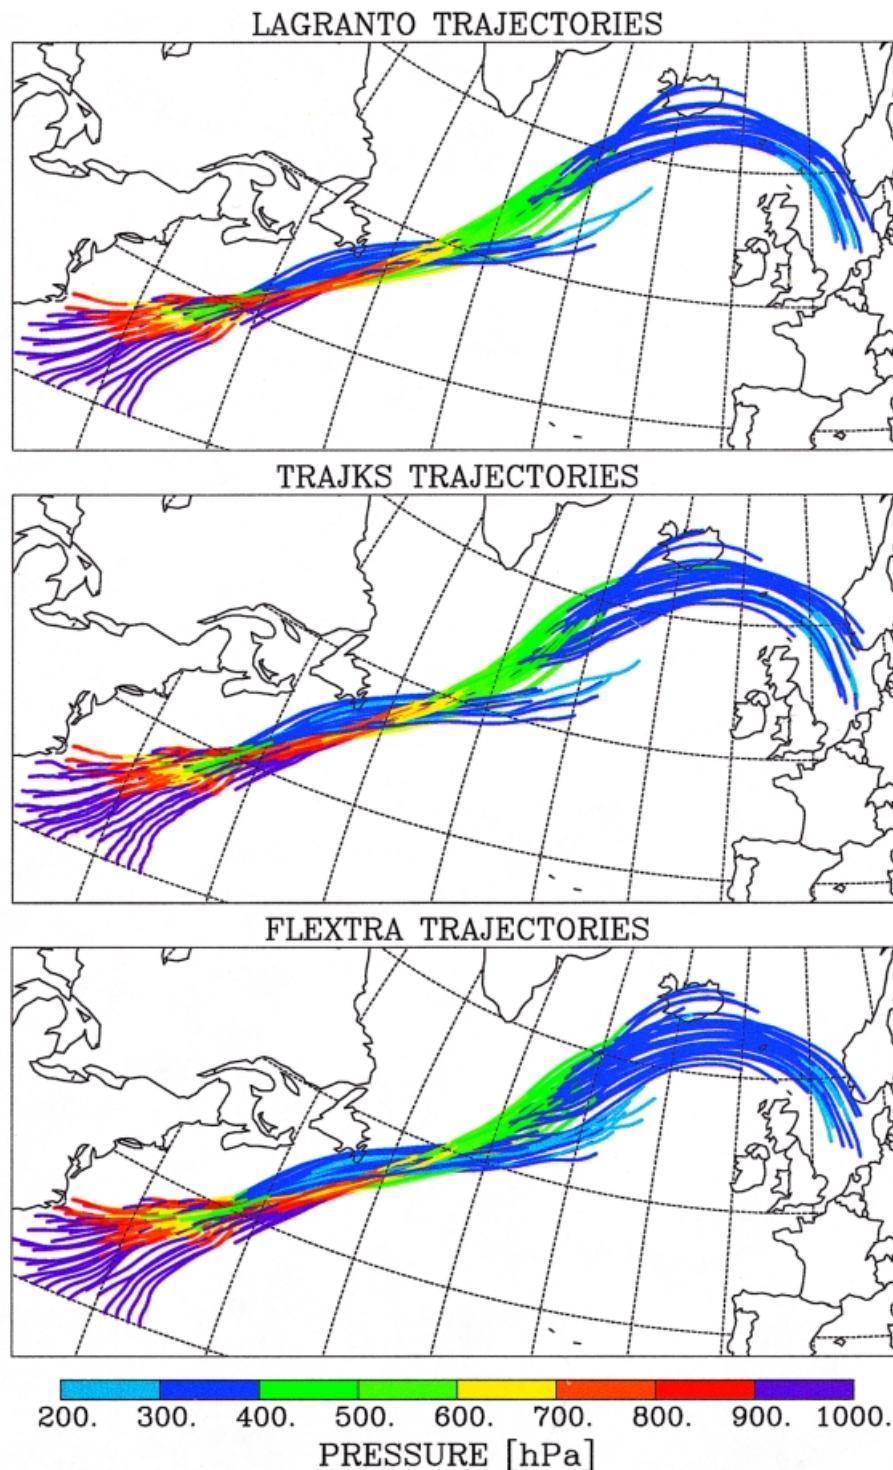 LAGRANTO TRAJECTORIES
TRAJKS TRAJECTORIES
FLEXTRA TRAJECTORIES
200. 300. 400. 500. 600. 700. 800. 900. 1000.
PRESSURE [hPa]